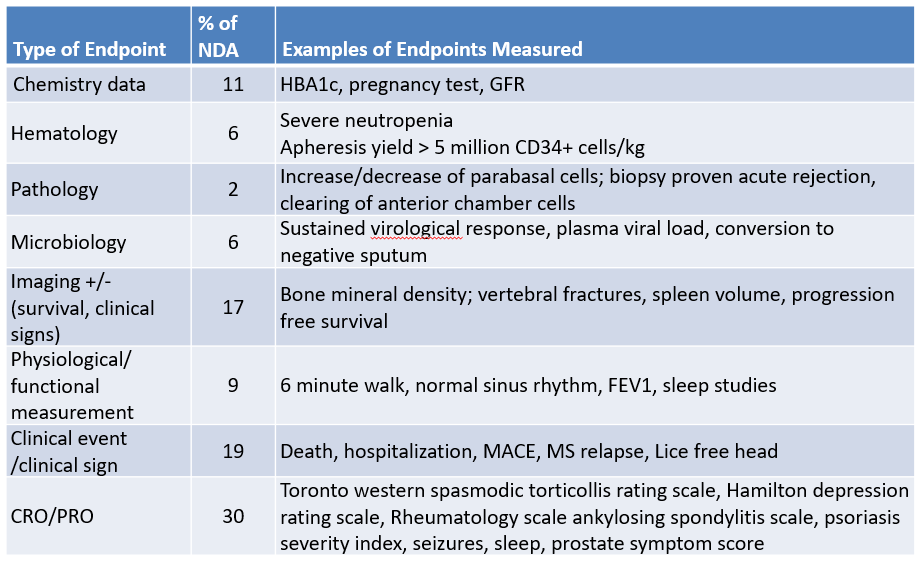 Type of Endpoint
% of
NDA
Examples of Endpoints Measured
Chemistry data
11
HBA1c, pregnancy test, GFR
Hematology
6
Severe neutropenia
Apheresis yield > 5 million CD34+ cells/kg
Pathology
2
Increase/decrease of parabasal cells; biopsy proven acute rejection,
clearing of anterior chamber cells
Microbiology
6
Sustained virological response, plasma viral load, conversion to
negative sputum
Imaging +/-
(survival, clinical
signs)
17
Bone mineral density; vertebral fractures, spleen volume, progression
free survival
Physiological/
functional
measurement
9
6 minute walk, normal sinus rhythm, FEV1, sleep studies
Clinical event
/clinical sign
19
Death, hospitalization, MACE, MS relapse, Lice free head
CRO/PRO
30
Toronto western spasmodic torticollis rating scale, Hamilton depression
rating scale, Rheumatology scale ankylosing spondylitis scale, psoriasis
severity index, seizures, sleep, prostate symptom score